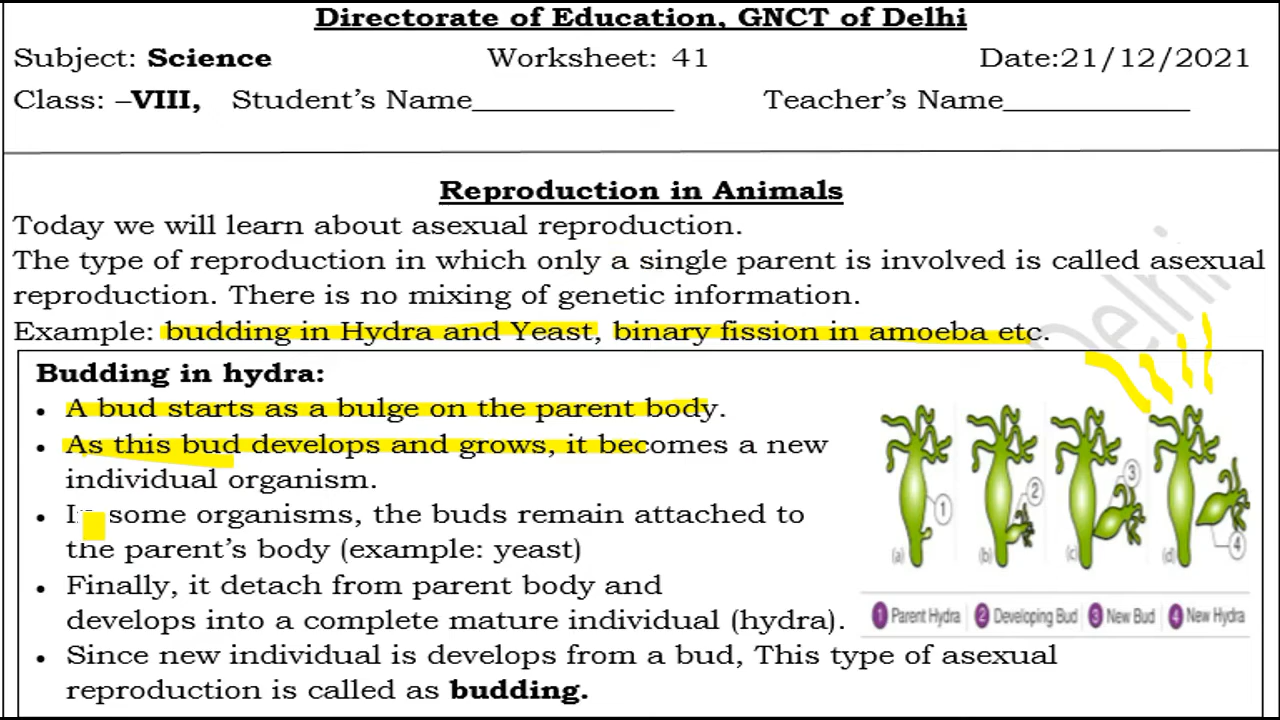 Directorate of Education, GNCT of Delhi
Subject: Science Worksheet: 41 Date:21/12/2021
Class: –VIII, Student's Name____________ Teacher's Name___________
Reproduction in Animals
Today we will learn about asexual reproduction.
The type of reproduction in which only a single parent is involved is called asexual
reproduction. There is no mixing of genetic information.
Example: budding in Hydra and Yeast, binary fission in amoeba etc.
Delhi
Budding in hydra:
• A bud starts as a bulge on the parent body.
• As this bud develops and grows, it becomes a new
individual organism.
• In some organisms, the buds remain attached to
the parent's body (example: yeast)
• Finally, it detach from parent body and
develops into a complete mature individual (hydra).
• Since new individual is develops from a bud, This type of asexual
reproduction is called as budding.
1 2 3 4
(a) (b) (c) (d)
1 Parent Hydra 2 Developing Bud 3 New Bud 4 New Hydra